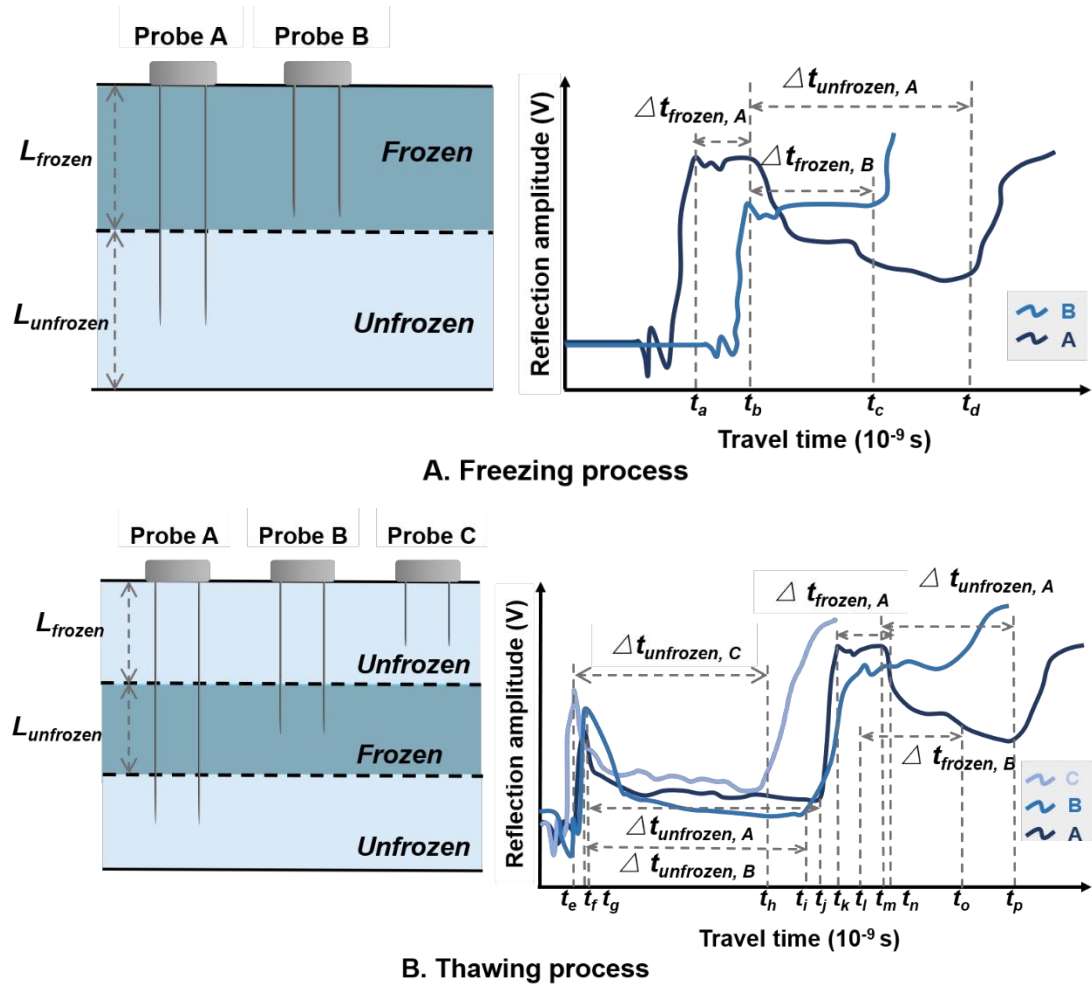 Probe A
Probe B
L_frozen
L_unfrozen
Frozen
Unfrozen
Reflection amplitude (V)
△ t_frozen, A
△ t_unfrozen, A
△ t_frozen, B
B
A
t_a
t_b
t_c
t_d
Travel time (10⁻⁹ s)
A. Freezing process
Probe A
Probe B
Probe C
L_frozen
L_unfrozen
Unfrozen
Frozen
Unfrozen
Reflection amplitude (V)
△ t_unfrozen, C
△ t_frozen, A
△ t_unfrozen, A
△ t_frozen, B
△ t_unfrozen, A
△ t_unfrozen, B
C
B
A
t_e
t_f
t_g
t_h
t_i
t_j
t_k
t_l
t_m
t_n
t_o
t_p
Travel time (10⁻⁹ s)
B. Thawing process